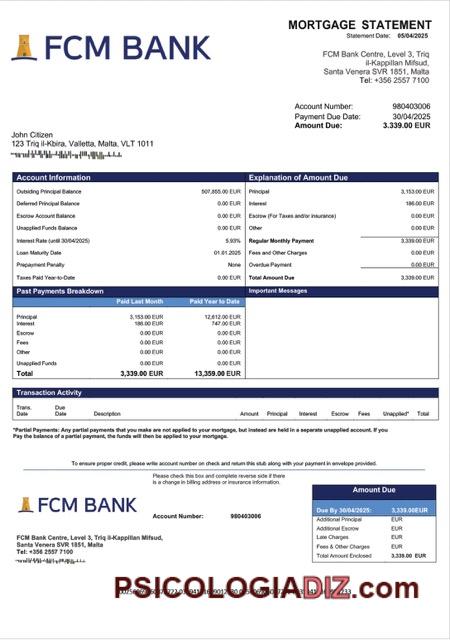 FCM BANK
MORTGAGE STATEMENT
Statement Date: 05/04/2025
FCM Bank Centre, Level 3, Triq
il-Kappillan Mifsud,
Santa Venera SVR 1851, Malta
Tel: +356 2557 7100
Account Number: 980403006
Payment Due Date: 30/04/2025
Amount Due: 3.339.00 EUR
John Citizen
123 Triq il-Kbira, Valletta, Malta, VLT 1011
Account Information
Outsiding Principal Balance 507,855.00 EUR
Deferred Principal Balance 0.00 EUR
Escrow Account Balance 0.00 EUR
Unapplied Funds Balance 0.00 EUR
Interest Rate (until 30/04/2025) 5.93%
Loan Maturity Date 01.01.2025
Prepayment Penalty None
Taxes Paid Year-to-Date 0.00 EUR
Explanation of Amount Due
Principal 3,153.00 EUR
Interest 186.00 EUR
Escrow (For Taxes and/or insurance) 0.00 EUR
Other 0.00 EUR
Regular Monthly Payment 3,339.00 EUR
Fees and Other Charges 0.00 EUR
Overdue Payment 0.00 EUR
Total Amount Due 3,339.00 EUR
Past Payments Breakdown
Paid Last Month Paid Year to Date
Principal 3,153.00 EUR 12,612.00 EUR
Interest 186.00 EUR 747.00 EUR
Escrow 0.00 EUR 0.00 EUR
Fees 0.00 EUR 0.00 EUR
Other 0.00 EUR 0.00 EUR
Unapplied Funds 0.00 EUR 0.00 EUR
Total 3,339.00 EUR 13,359.00 EUR
Important Messages
Transaction Activity
Trans. Date Due Date Description Amount Principal Interest Escrow Fees Unapplied* Total
*Partial Payments: Any partial payments that you make are not applied to your mortgage, but instead are held in a separate unapplied account. If you
Pay the balance of a partial payment, the funds will then be applied to your mortgage.
To ensure proper credit, please write account number on check and return this stub along with your payment in envelope provided.
Please check this box and complete reverse side if there
is a change in billing address or insurance information.
FCM BANK
Account Number: 980403006
FCM Bank Centre, Level 3, Triq il-Kappillan Mifsud,
Santa Venera SVR 1851, Malta
Tel: +356 2557 7100
Amount Due
Due By 30/04/2025: 3,339.00EUR
Additional Principal EUR
Additional Escrow EUR
Late Charges EUR
Fees & Other Charges EUR
Total Amount Enclosed 3,339.00 EUR
PSICOLOGIADIZ.com